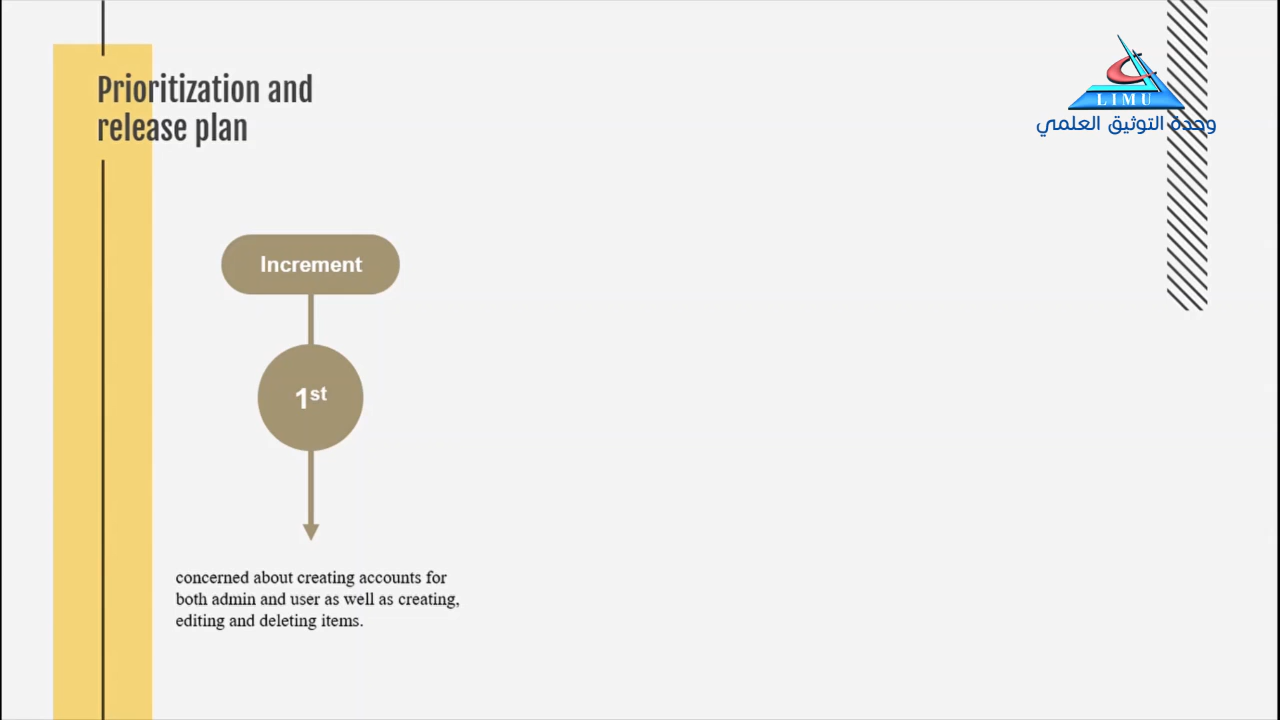 Prioritization and
release plan
LIMU
وحدة التوثيق العلمي
Increment
1st
concerned about creating accounts for
both admin and user as well as creating,
editing and deleting items.